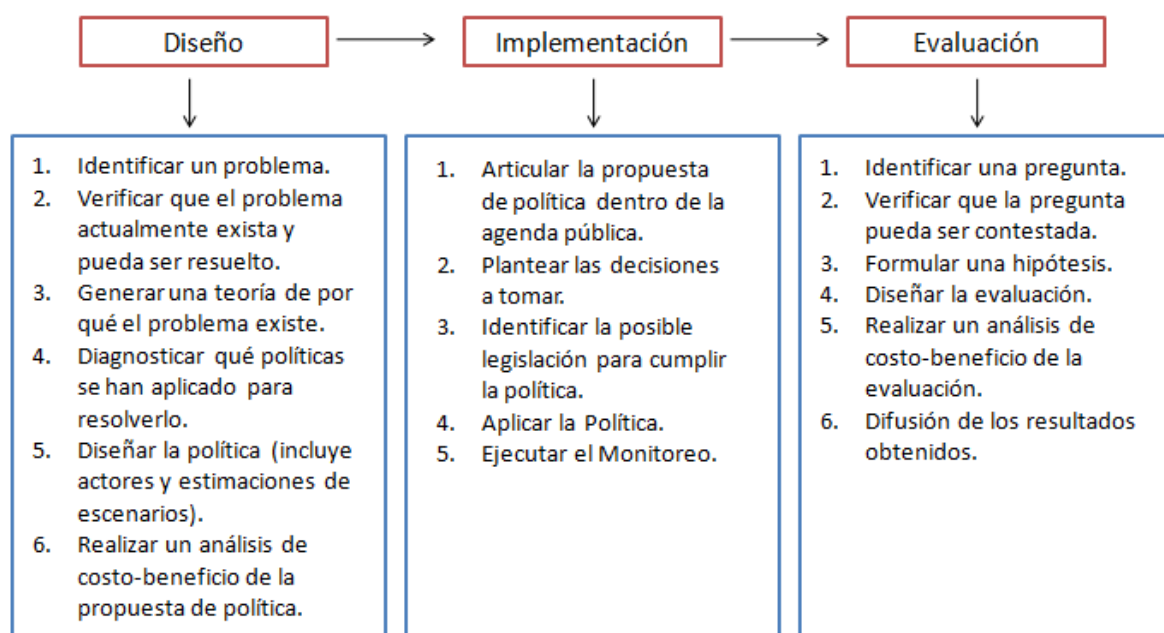 Diseño
Implementación
Evaluación
1. Identificar un problema.
2. Verificar que el problema
actualmente exista y
pueda ser resuelto.
3. Generar una teoría de por
qué el problema existe.
4. Diagnosticar qué políticas
se han aplicado para
resolverlo.
5. Diseñar la política (incluye
actores y estimaciones de
escenarios).
6. Realizar un análisis de
costo-beneficio de la
propuesta de política.
1. Articular la propuesta
de política dentro de la
agenda pública.
2. Plantear las decisiones
a tomar.
3. Identificar la posible
legislación para cumplir
la política.
4. Aplicar la Política.
5. Ejecutar el Monitoreo.
1. Identificar una pregunta.
2. Verificar que la pregunta
pueda ser contestada.
3. Formular una hipótesis.
4. Diseñar la evaluación.
5. Realizar un análisis de
costo-beneficio de la
evaluación.
6. Difusión de los resultados
obtenidos.